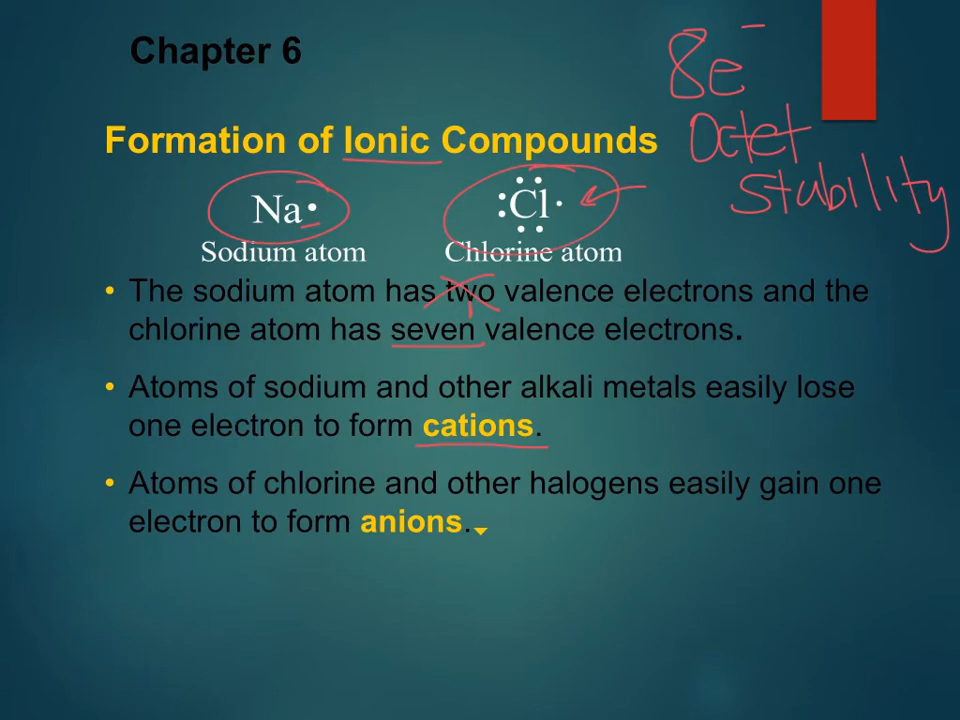 Chapter 6
8e⁻
Octet
stability
Formation of Ionic Compounds
Na·
:Cl·
Sodium atom
Chlorine atom
• The sodium atom has two valence electrons and the
1
chlorine atom has seven valence electrons.
• Atoms of sodium and other alkali metals easily lose
one electron to form cations.
• Atoms of chlorine and other halogens easily gain one
electron to form anions.